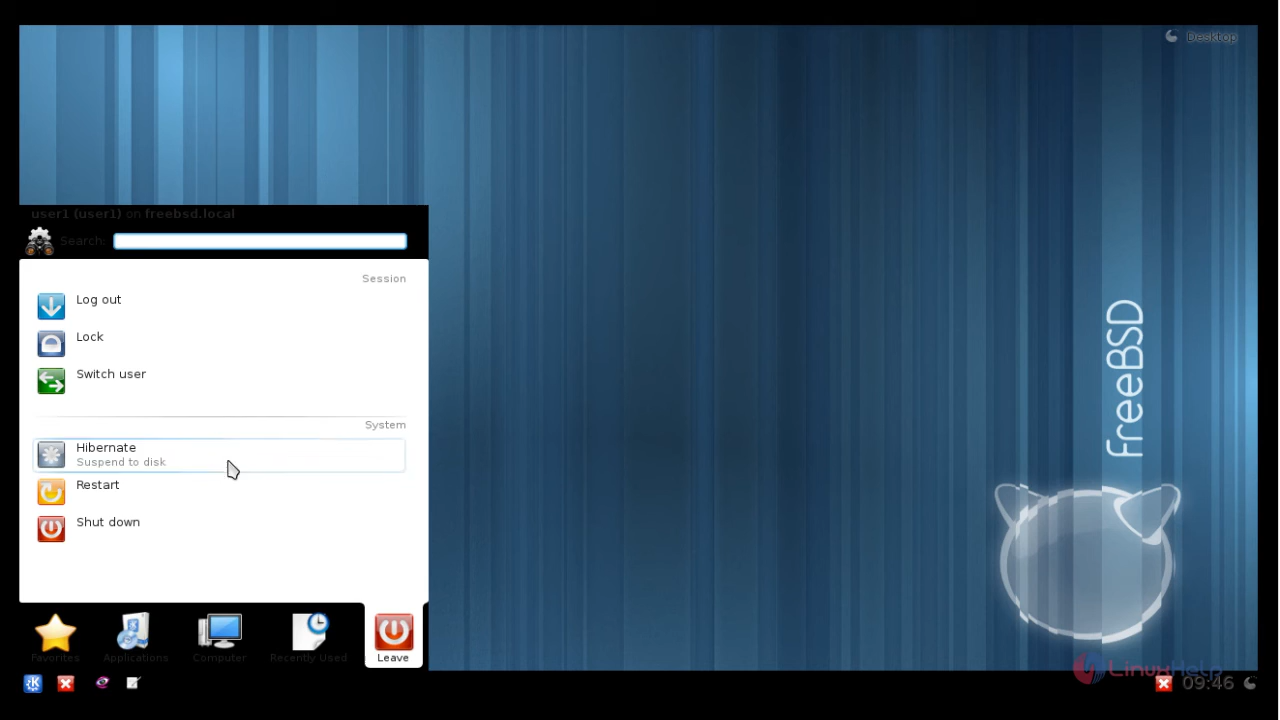 Desktop
user1 (user1) on freebsd.local
Search:
Session
Log out
Lock
Switch user
System
Hibernate
Suspend to disk
Restart
Shut down
Favorites
Applications
Computer
Recently Used
Leave
freeBSD
LinuxHelp
09:46